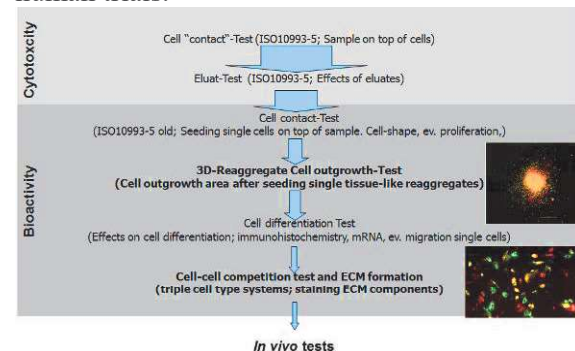 Cytotoxcity
Cell “contact”-Test (ISO10993-5; Sample on top of cells)
Eluat-Test (ISO10993-5; Effects of eluates)
Bioactivity
Cell contact-Test
(ISO10993-5 old; Seeding single cells on top of sample. Cell-shape, ev. proliferation,)
3D-Reaggregate Cell outgrowth-Test
(Cell outgrowth area after seeding single tissue-like reaggregates)
Cell differentiation Test
(Effects on cell differentiation; immunohistochemistry, mRNA, ev. migration single cells)
Cell-cell competition test and ECM formation
(triple cell type systems; staining ECM components)
In vivo tests